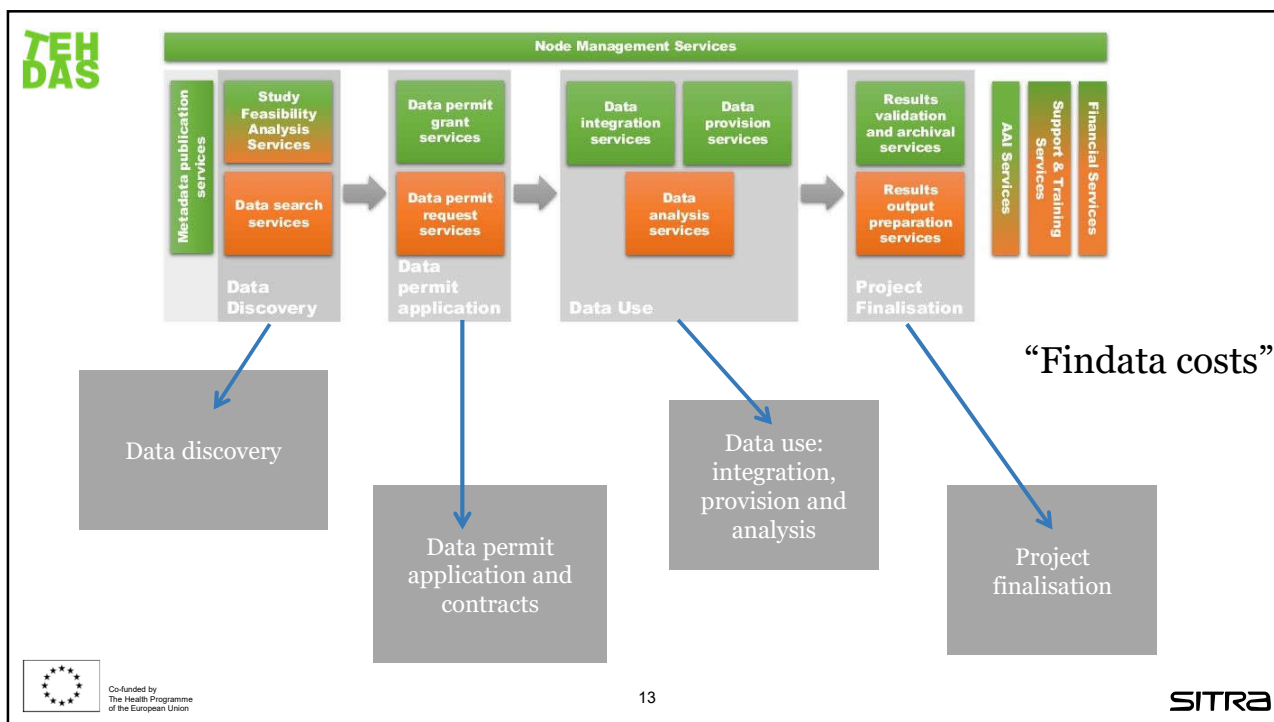 TEH
DAS
Node Management Services
Metadata publication
services
Study
Feasibility
Analysis
Services
Data search
services
Data
Discovery
Data permit
grant
services
Data permit
request
services
Data
permit
application
Data
integration
services
Data
provision
services
Data
analysis
services
Data Use
Results
validation
and archival
services
Results
output
preparation
services
Project
Finalisation
AAI Services
Support & Training
Services
Financial Services
“Findata costs”
Data discovery
Data permit
application and
contracts
Data use:
integration,
provision and
analysis
Project
finalisation
Co-funded by
The Health Programme
of the European Union
13
SITRA